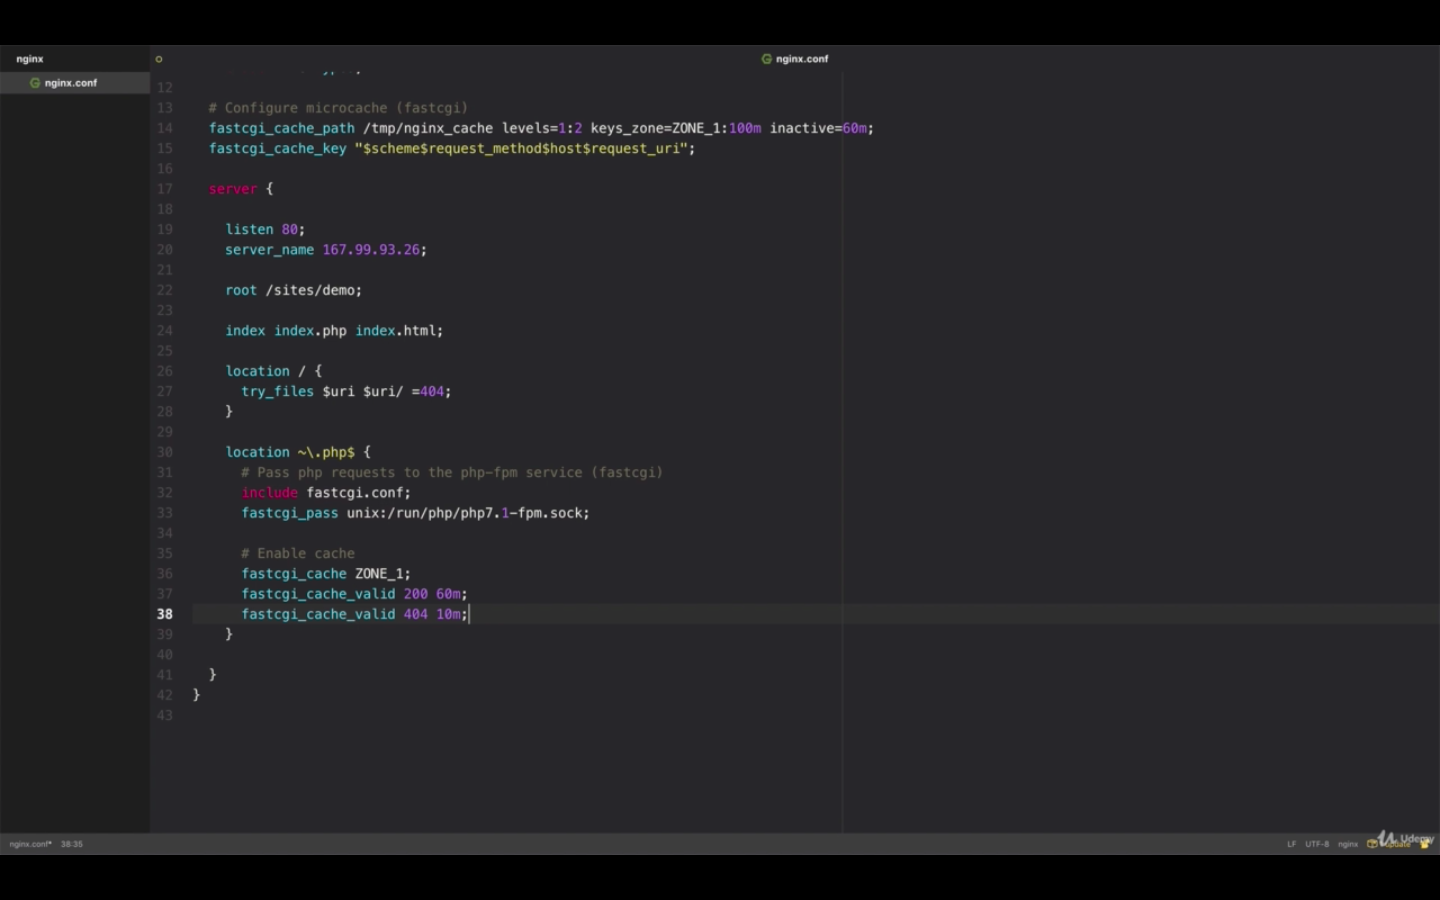 nginx
nginx.conf
nginx.conf
12
13 # Configure microcache (fastcgi)
14 fastcgi_cache_path /tmp/nginx_cache levels=1:2 keys_zone=ZONE_1:100m inactive=60m;
15 fastcgi_cache_key "$scheme$request_method$host$request_uri";
16
17 server {
18
19 listen 80;
20 server_name 167.99.93.26;
21
22 root /sites/demo;
23
24 index index.php index.html;
25
26 location / {
27 try_files $uri $uri/ =404;
28 }
29
30 location ~\.php$ {
31 # Pass php requests to the php-fpm service (fastcgi)
32 include fastcgi.conf;
33 fastcgi_pass unix:/run/php/php7.1-fpm.sock;
34
35 # Enable cache
36 fastcgi_cache ZONE_1;
37 fastcgi_cache_valid 200 60m;
38 fastcgi_cache_valid 404 10m;
39 }
40
41 }
42 }
43
nginx.conf* 38:35 LF UTF-8 nginx update
Udemy